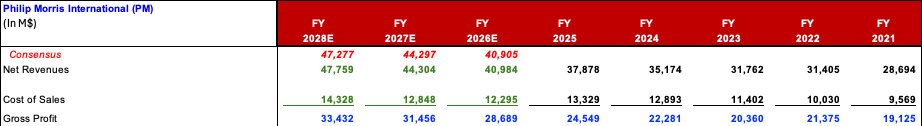 Philip Morris International (PM)
(In M$) FY FY FY FY FY FY FY FY
2028E 2027E 2026E 2025 2024 2023 2022 2021
Consensus 47,277 44,297 40,905
Net Revenues 47,759 44,304 40,984 37,878 35,174 31,762 31,405 28,694
Cost of Sales 14,328 12,848 12,295 13,329 12,893 11,402 10,030 9,569
Gross Profit 33,432 31,456 28,689 24,549 22,281 20,360 21,375 19,125